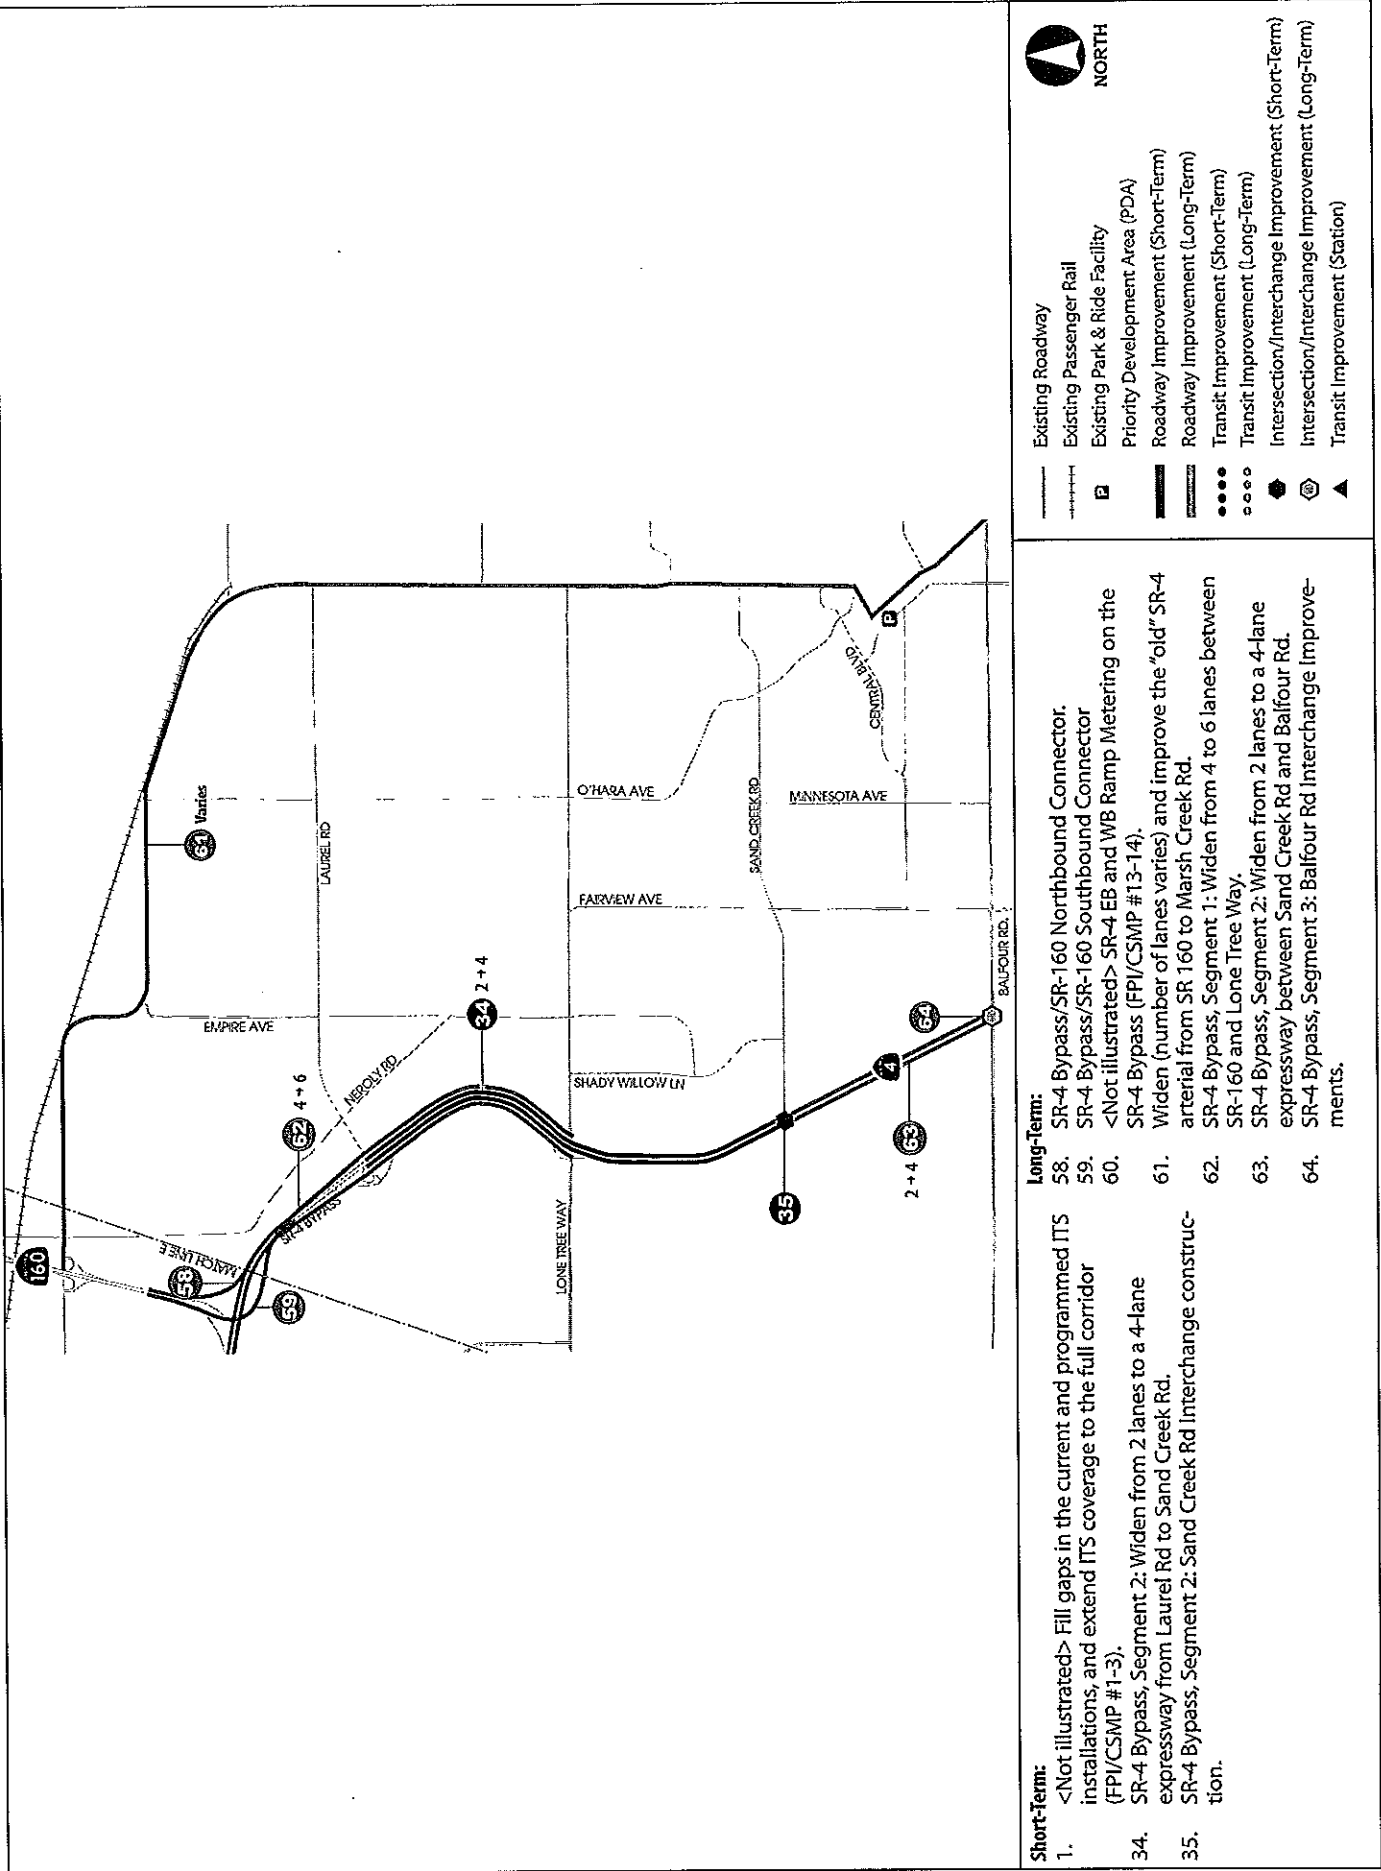 160
MATCH LINE E
58
59
SR-4 BYPASS
62 4 → 6
NEROLY RD
EMPIRE AVE
LAUREL RD
61 Varies
34 2 → 4
LONE TREE WAY
SHADY WILLOW LN
FAIRVIEW AVE
O'HARA AVE
SAND CREEK RD
MINNESOTA AVE
CENTRAL BLVD
P
35
4
63
2 → 4
64
BALFOUR RD.
Short-Term:
1. <Not illustrated> Fill gaps in the current and programmed ITS
installations, and extend ITS coverage to the full corridor
(FPI/CSMP #1-3).
34. SR-4 Bypass, Segment 2: Widen from 2 lanes to a 4-lane
expressway from Laurel Rd to Sand Creek Rd.
35. SR-4 Bypass, Segment 2: Sand Creek Rd Interchange construc-
tion.
Long-Term:
58. SR-4 Bypass/SR-160 Northbound Connector.
59. SR-4 Bypass/SR-160 Southbound Connector
60. <Not illustrated> SR-4 EB and WB Ramp Metering on the
SR-4 Bypass (FPI/CSMP #13-14).
61. Widen (number of lanes varies) and improve the "old" SR-4
arterial from SR 160 to Marsh Creek Rd.
62. SR-4 Bypass, Segment 1: Widen from 4 to 6 lanes between
SR-160 and Lone Tree Way.
63. SR-4 Bypass, Segment 2: Widen from 2 lanes to a 4-lane
expressway between Sand Creek Rd and Balfour Rd.
64. SR-4 Bypass, Segment 3: Balfour Rd Interchange Improve-
ments.
Existing Roadway
Existing Passenger Rail
P Existing Park & Ride Facility
Priority Development Area (PDA)
Roadway Improvement (Short-Term)
Roadway Improvement (Long-Term)
Transit Improvement (Short-Term)
Transit Improvement (Long-Term)
Intersection/Interchange Improvement (Short-Term)
Intersection/Interchange Improvement (Long-Term)
Transit Improvement (Station)
NORTH